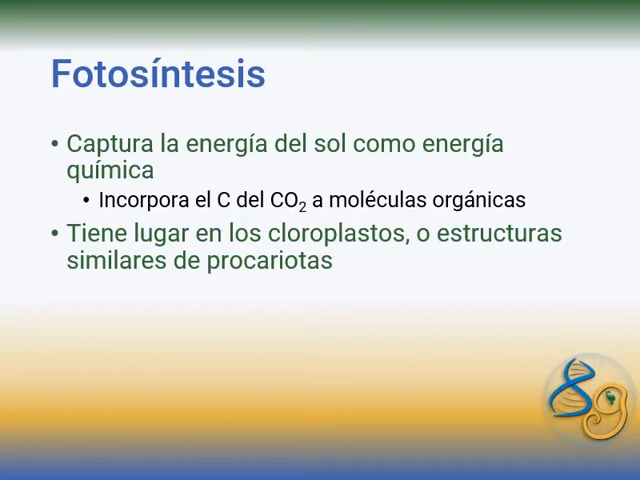 Fotosíntesis
• Captura la energía del sol como energía
química
• Incorpora el C del CO₂ a moléculas orgánicas
• Tiene lugar en los cloroplastos, o estructuras
similares de procariotas